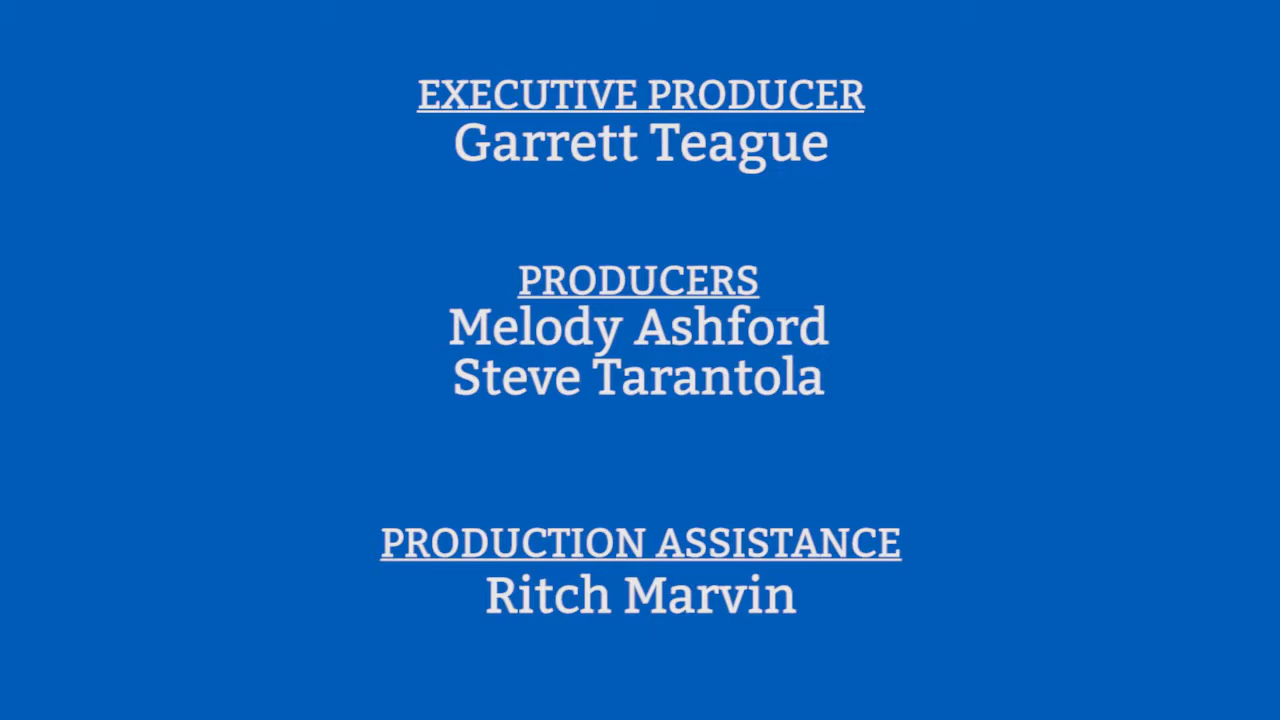 EXECUTIVE PRODUCER
Garrett Teague
PRODUCERS
Melody Ashford
Steve Tarantola
PRODUCTION ASSISTANCE
Ritch Marvin